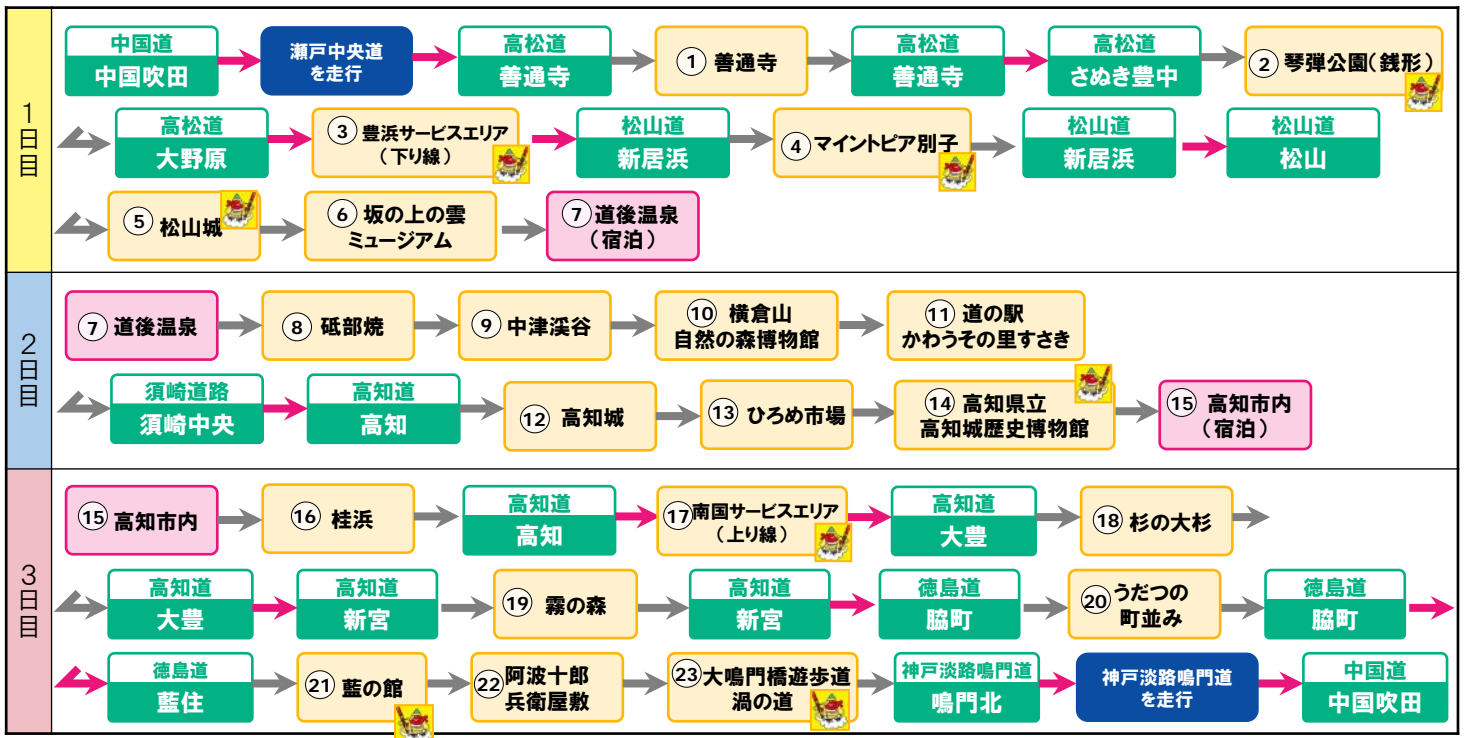 1日目
中国道
中国吹田
瀬戸中央道
を走行
高松道
善通寺
① 善通寺
高松道
善通寺
高松道
さぬき豊中
② 琴弾公園(銭形)
高松道
大野原
③ 豊浜サービスエリア
(下り線)
松山道
新居浜
④ マイントピア別子
松山道
新居浜
松山道
松山
⑤ 松山城
⑥ 坂の上の雲
ミュージアム
⑦ 道後温泉
(宿泊)
2日目
⑦ 道後温泉
⑧ 砥部焼
⑨ 中津渓谷
⑩ 横倉山
自然の森博物館
⑪ 道の駅
かわうその里すさき
須崎道路
須崎中央
高知道
高知
⑫ 高知城
⑬ ひろめ市場
⑭ 高知県立
高知城歴史博物館
⑮ 高知市内
(宿泊)
3日目
⑮ 高知市内
⑯ 桂浜
高知道
高知
⑰ 南国サービスエリア
(上り線)
高知道
大豊
⑱ 杉の大杉
高知道
大豊
高知道
新宮
⑲ 霧の森
高知道
新宮
徳島道
脇町
⑳ うだつの
町並み
徳島道
脇町
徳島道
藍住
㉑ 藍の館
㉒ 阿波十郎
兵衛屋敷
㉓ 大鳴門橋遊歩道
渦の道
神戸淡路鳴門道
鳴門北
神戸淡路鳴門道
を走行
中国道
中国吹田